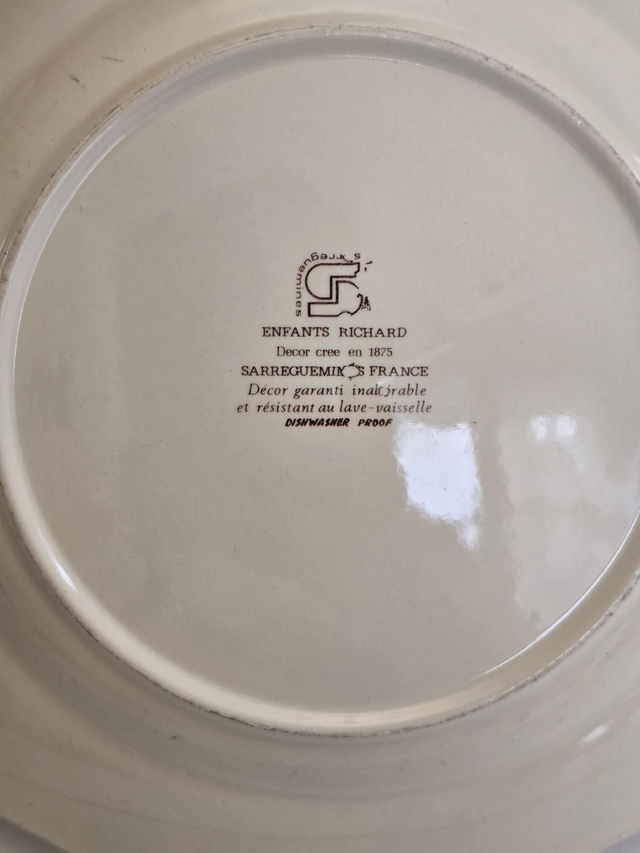 sarreguemines
ENFANTS RICHARD
Decor cree en 1875
SARREGUEMINES FRANCE
Décor garanti inaltérable
et résistant au lave-vaisselle
DISHWASHER PROOF